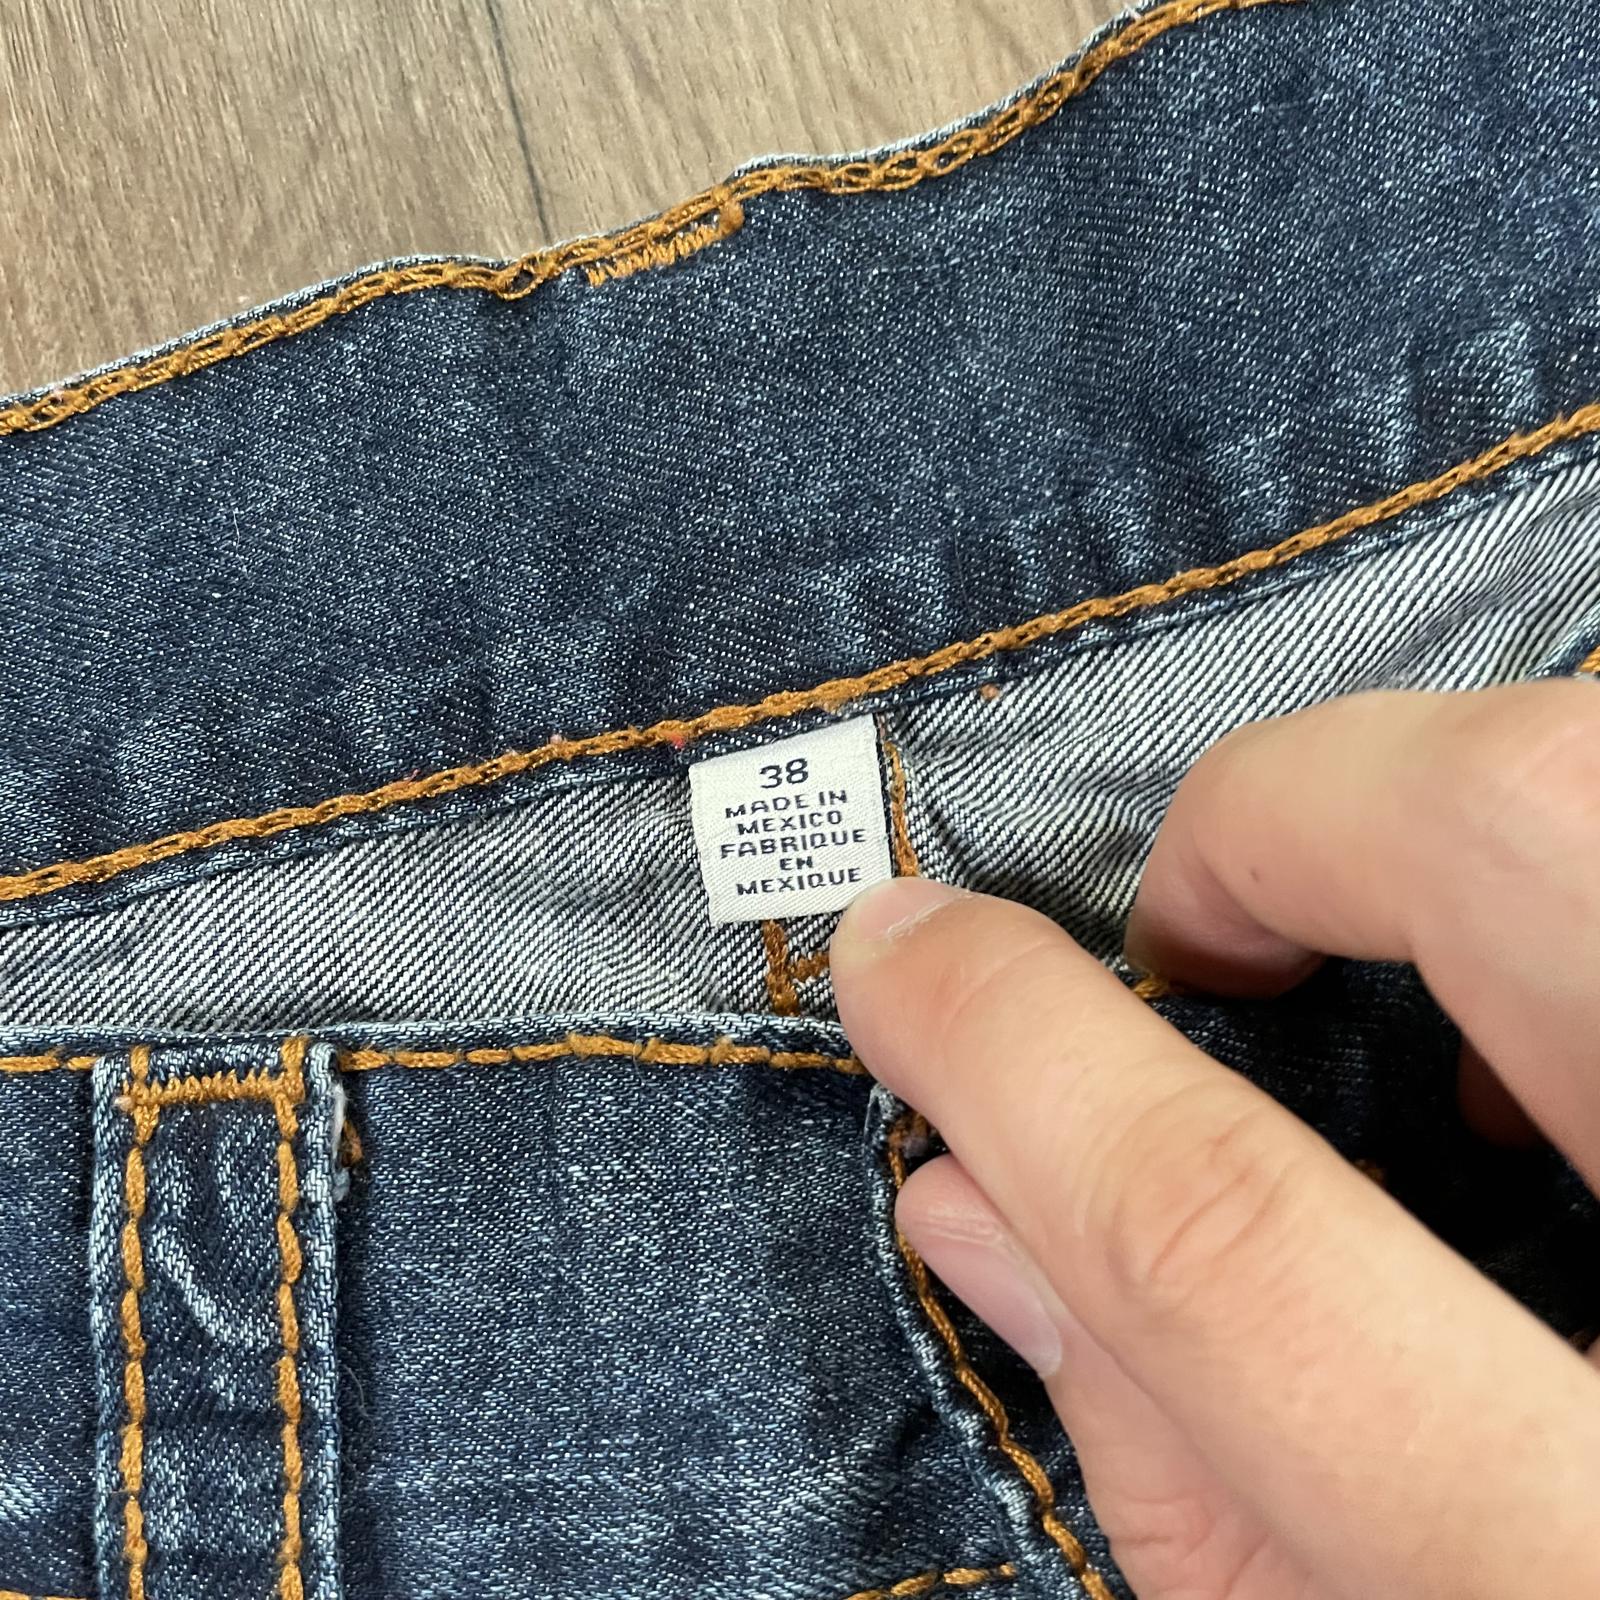 38
MADE IN
MEXICO
FABRIQUE
EN
MEXIQUE